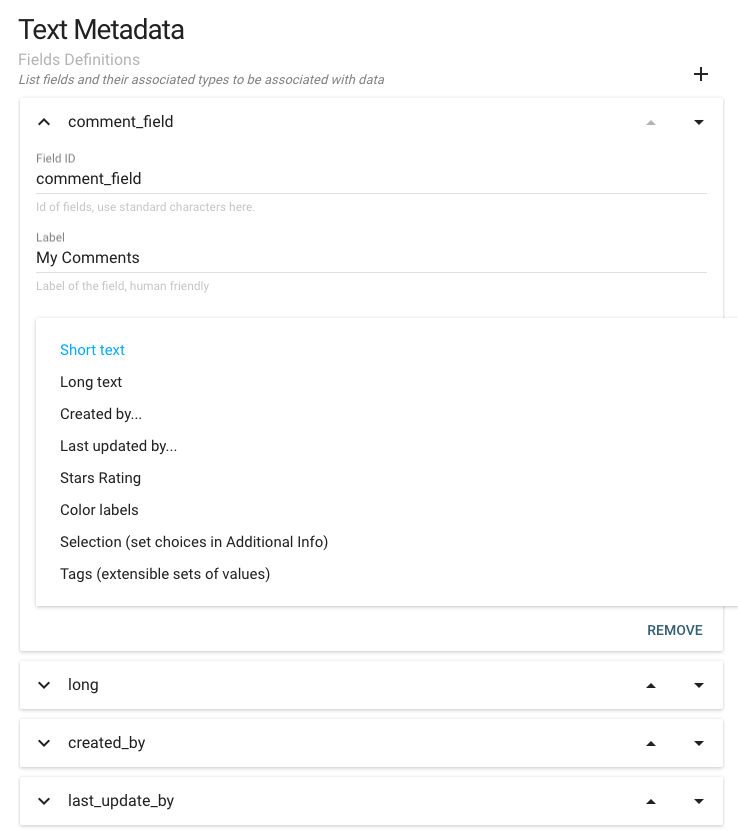 Text Metadata
Fields Definitions
List fields and their associated types to be associated with data
comment_field
Field ID
comment_field
Id of fields, use standard characters here.
Label
My Comments
Label of the field, human friendly
Short text
Long text
Created by...
Last updated by...
Stars Rating
Color labels
Selection (set choices in Additional Info)
Tags (extensible sets of values)
REMOVE
long
created_by
last_update_by